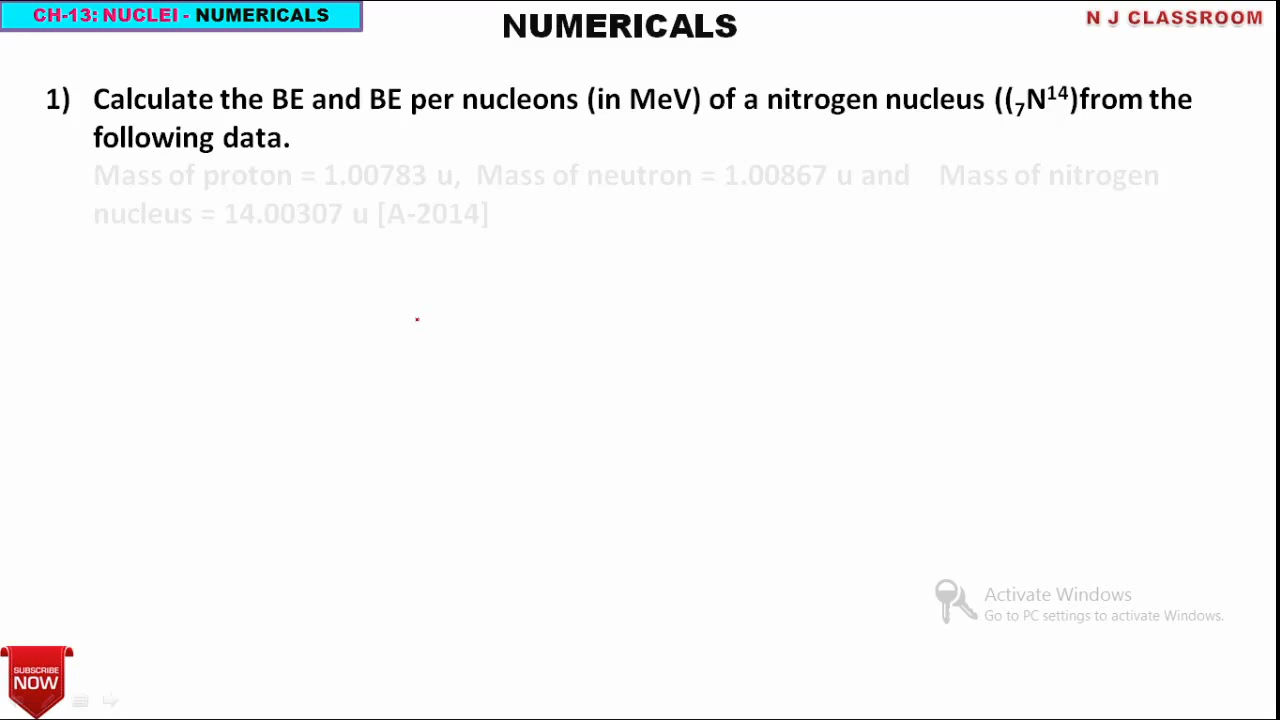 CH-13: NUCLEI - NUMERICALS
NUMERICALS
N J CLASSROOM
1) Calculate the BE and BE per nucleons (in MeV) of a nitrogen nucleus ((₇N¹⁴)from the
following data.
Mass of proton = 1.00783 u, Mass of neutron = 1.00867 u and Mass of nitrogen
nucleus = 14.00307 u [A-2014]
Activate Windows
Go to PC settings to activate Windows.
SUBSCRIBE
NOW